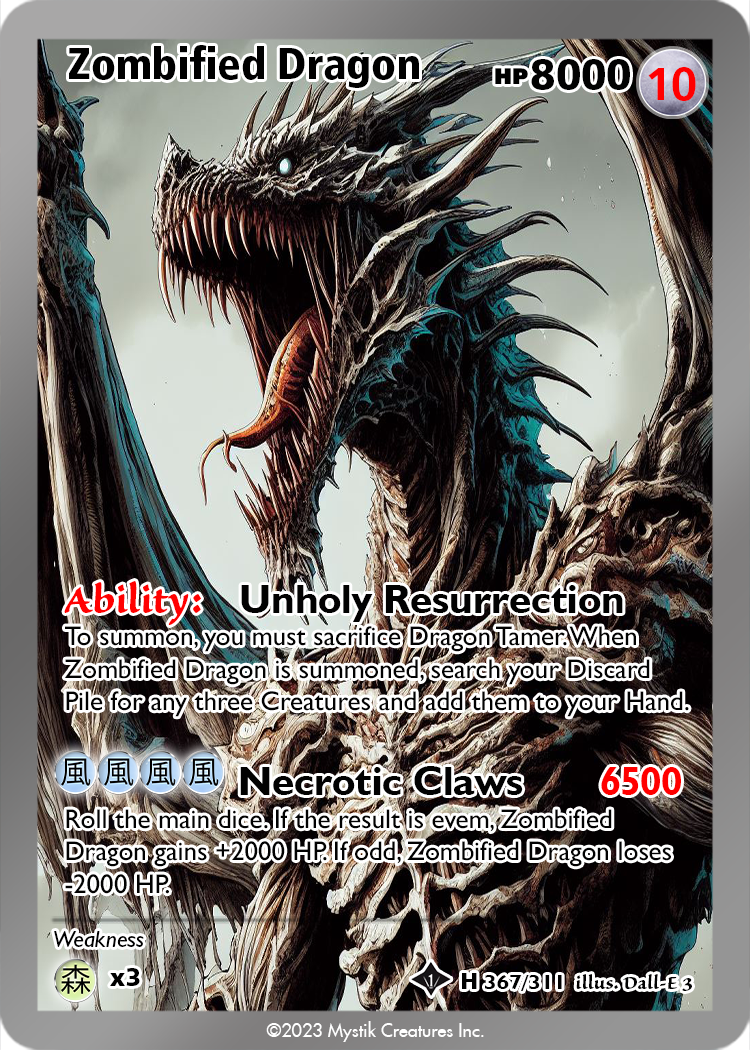 Zombified Dragon HP8000 10
Ability: Unholy Resurrection
To summon, you must sacrifice Dragon Tamer. When
Zombified Dragon is summoned, search your Discard
Pile for any three Creatures and add them to your Hand.
風 風 風 風 Necrotic Claws 6500
Roll the main dice. If the result is evem, Zombified
Dragon gains +2000 HP. If odd, Zombified Dragon loses
-2000 HP.
Weakness
森 x3 1 H 367/311 illus. Dall-E 3
©2023 Mystik Creatures Inc.